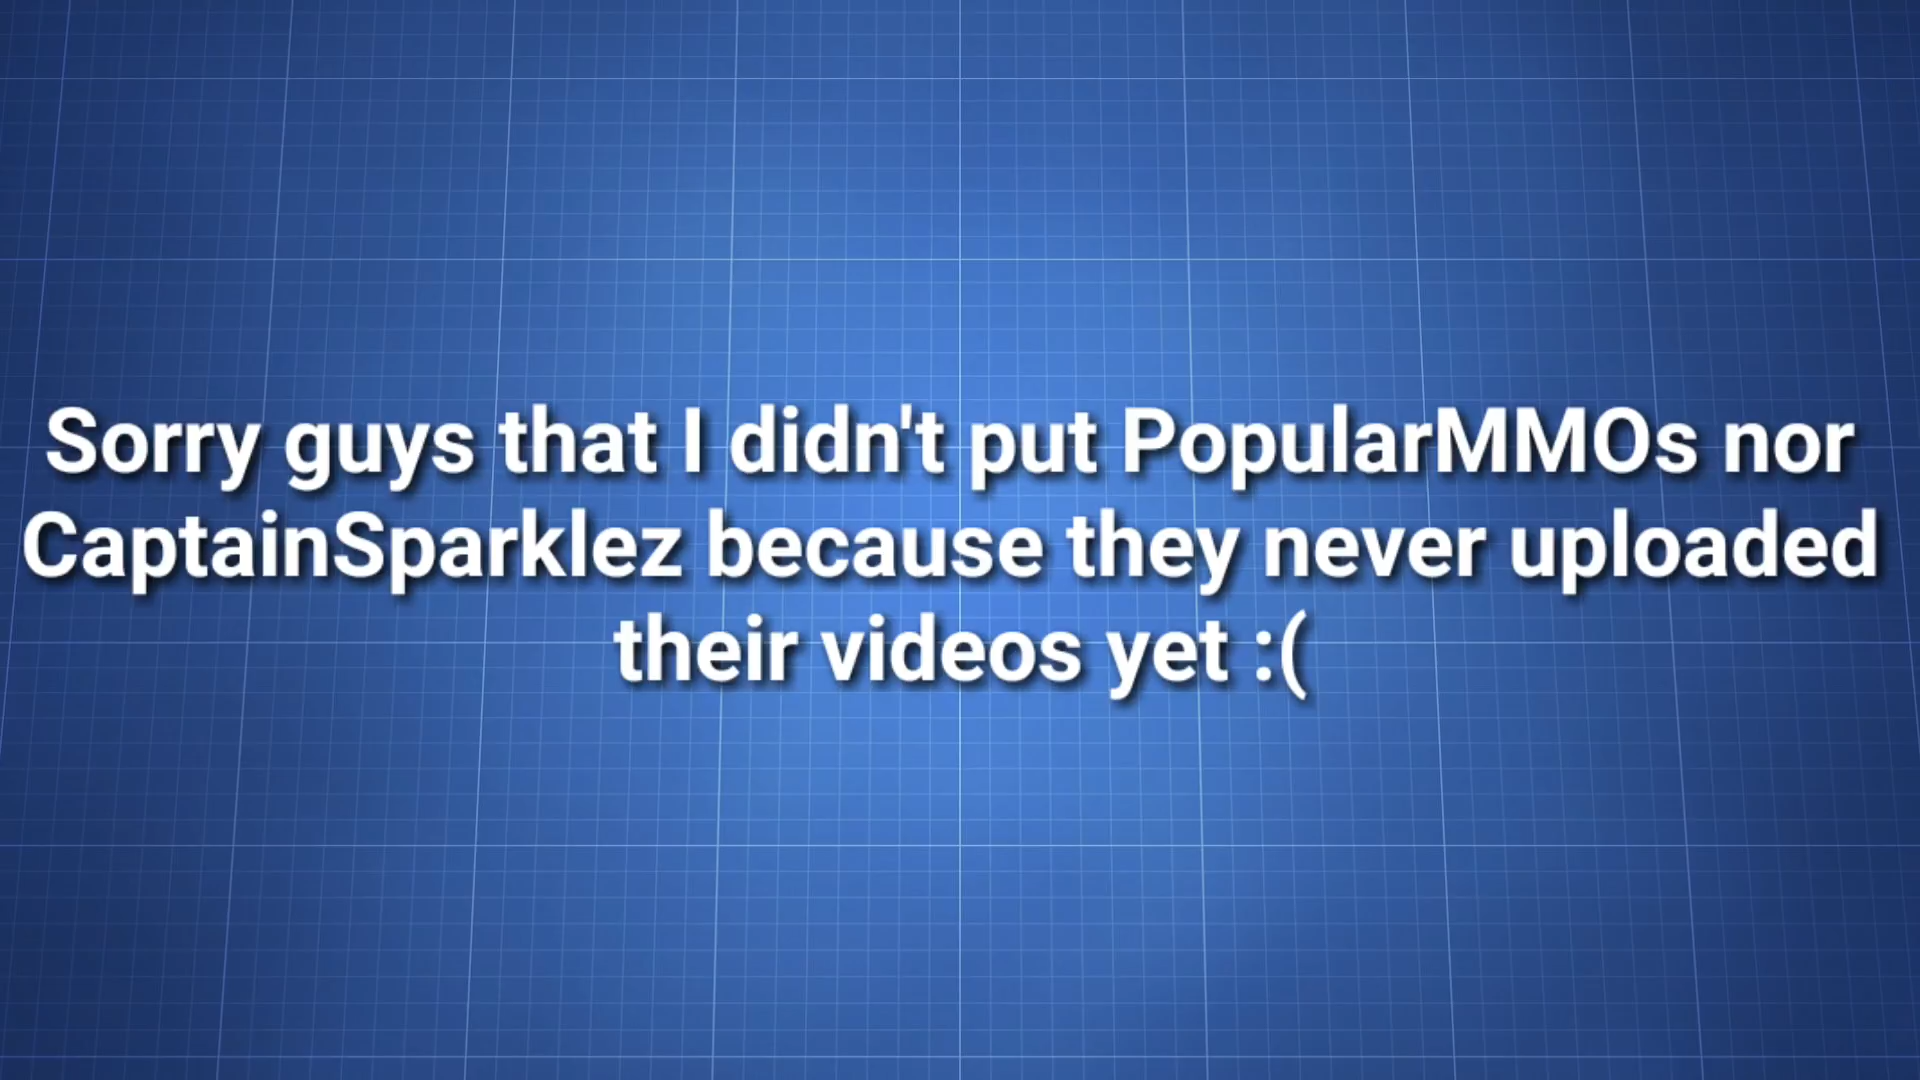 Sorry guys that I didn't put PopularMMOs nor
CaptainSparklez because they never uploaded
their videos yet :(